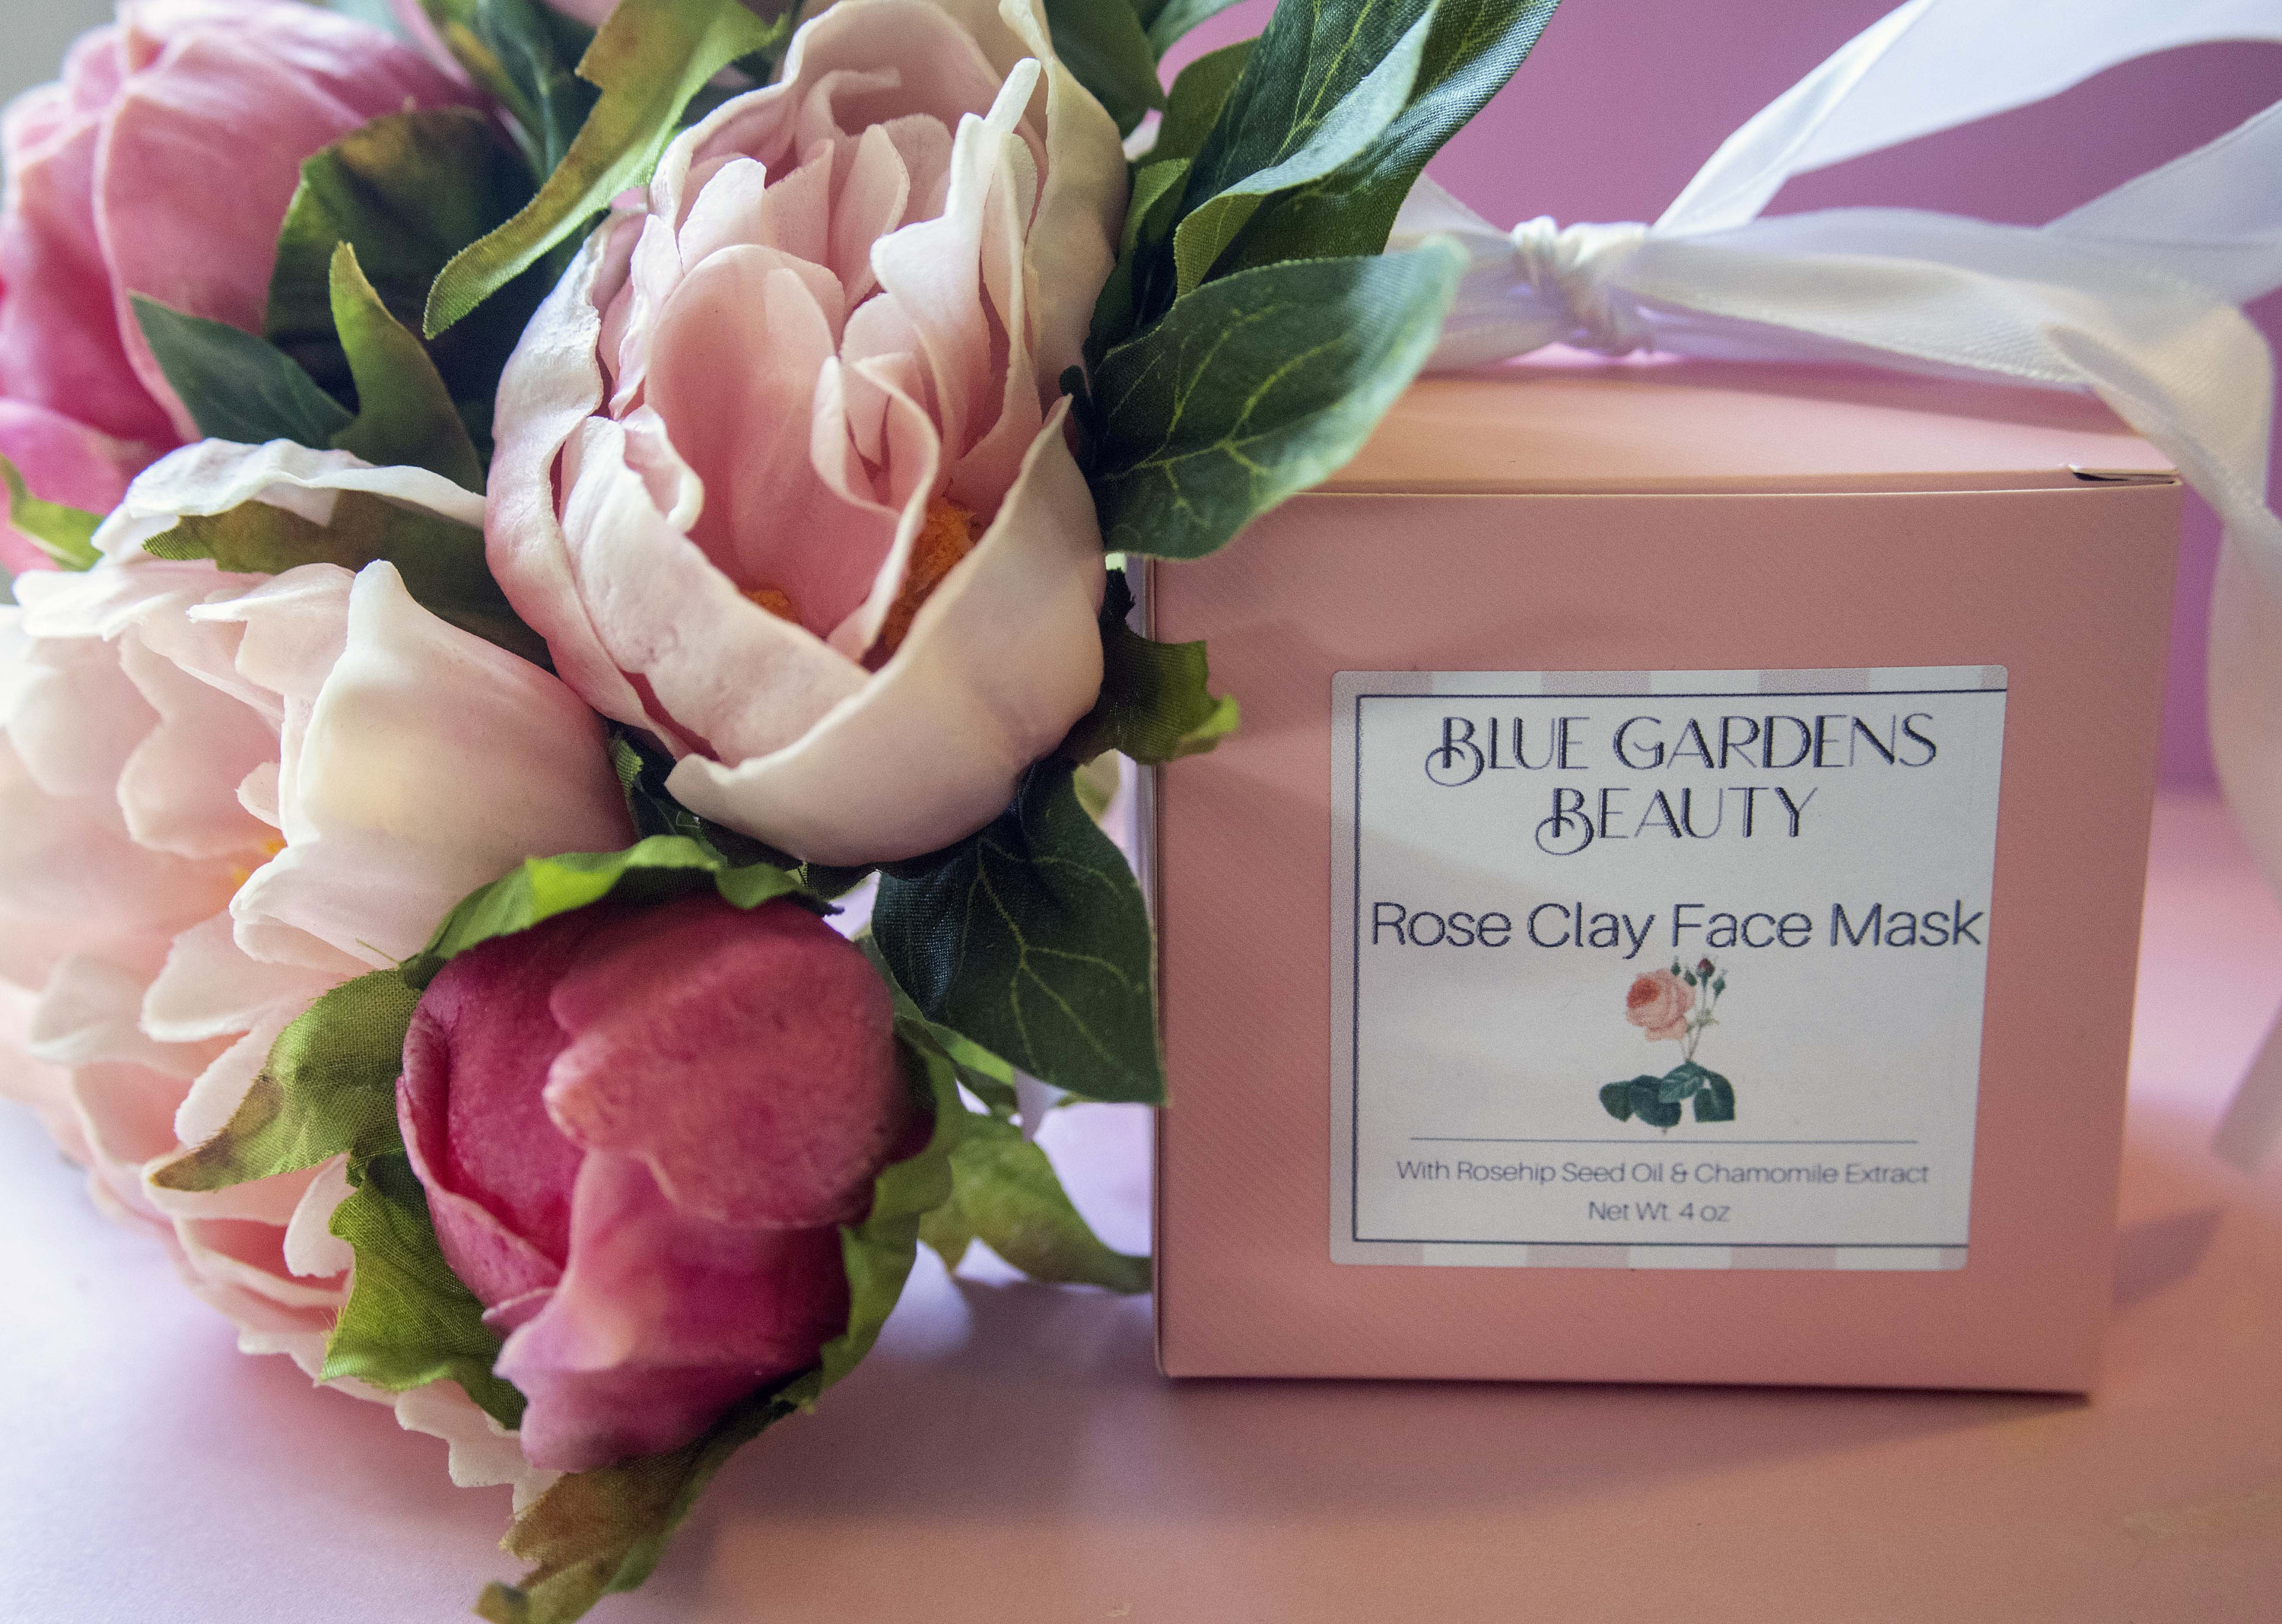 BLUE GARDENS
BEAUTY
Rose Clay Face Mask
With Rosehip Seed Oil & Chamomile Extract
Net Wt. 4 oz